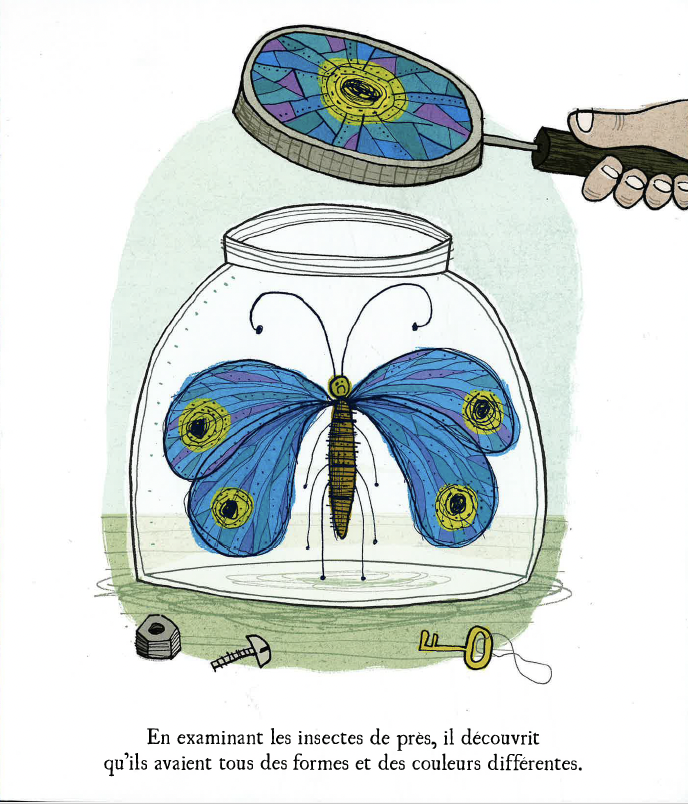 En examinant les insectes de près, il découvrit
qu'ils avaient tous des formes et des couleurs différentes.